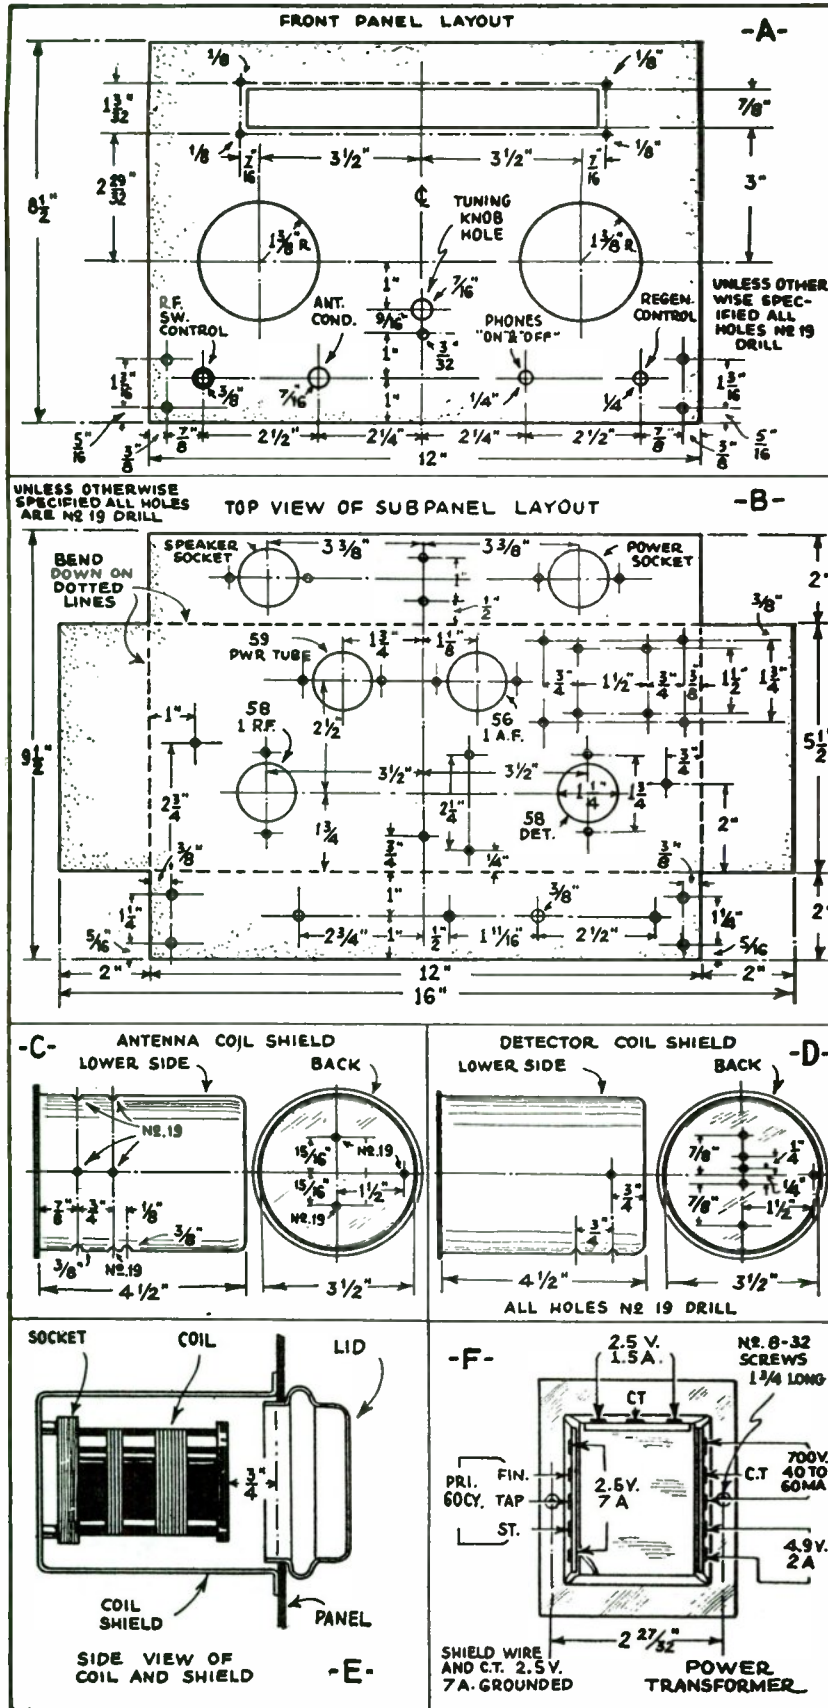 FRONT PANEL LAYOUT
-A-
1/8"
1/8"
1 3/32"
7/8"
1/8
1/8"
7/16"
3 1/2"
3 1/2"
7/16"
2 29/32"
8 1/2"
3"
℄
TUNING
KNOB
HOLE
1 3/8" R.
1 3/8" R.
1"
7/16"
9/16"
R.F.
SW.
CONTROL
ANT.
COND.
PHONES
"ON & OFF"
REGEN.
CONTROL
UNLESS OTHER
WISE SPEC-
IFIED ALL
HOLES Nº 19
DRILL
3/32"
1"
1 3/16"
3/8"
7/16"
1/4"
1/4
1 3/16"
1"
5/16"
3/8"
7/8"
2 1/2"
2 1/4"
2 1/4"
2 1/2"
7/8"
3/8"
5/16"
12"
UNLESS OTHERWISE
SPECIFIED ALL HOLES
ARE Nº 19 DRILL
TOP VIEW OF SUBPANEL LAYOUT
-B-
SPEAKER
SOCKET
3 3/8"
3 3/8"
POWER
SOCKET
BEND
DOWN ON
DOTTED
LINES
1"
1/2"
2"
3/8"
59
PWR TUBE
1 3/4"
1 1/8"
3/4"
1 1/2"
3/4"
3/8"
1 1/2"
1 3/4"
58
1 R.F.
2 1/2"
56
1 A.F.
1"
9 1/2"
5 1/2"
3 1/2"
3 1/2"
3/4"
2 3/4"
2 1/4"
1 1/4"
1 3/4"
58
DET.
2"
1 3/4
3/4"
1/4"
3/8"
3/8"
1"
3/8"
1 1/4"
2 3/4"
1"
1/2"
1 11/16"
2 1/2"
1 1/4"
2"
5/16"
5/16
2"
12"
2"
16"
-C-
ANTENNA COIL SHIELD
LOWER SIDE
BACK
Nº.19
15/16"
Nº.19
15/16"
1 1/2"
Nº.19
7/8"
3/4"
1/8"
3/8"
3/8"
Nº.19
4 1/2"
3 1/2"
DETECTOR COIL SHIELD
-D-
LOWER SIDE
BACK
7/8"
1/4"
1/4"
7/8"
1 1/2"
3/4"
3/4"
4 1/2"
3 1/2"
ALL HOLES Nº 19 DRILL
SOCKET
COIL
LID
3/4"
COIL
SHIELD
PANEL
SIDE VIEW OF
COIL AND SHIELD
-E-
-F-
2.5 V.
1.5 A.
CT
Nº. 8-32
SCREWS
1 3/4 LONG
PRI.
60CY.
FIN.
TAP
ST.
2.5V.
7 A
C.T
700V.
40 TO
60MA
4.9V.
2 A
2 27/32"
SHIELD WIRE
AND C.T. 2.5V.
7A. GROUNDED
POWER
TRANSFORMER